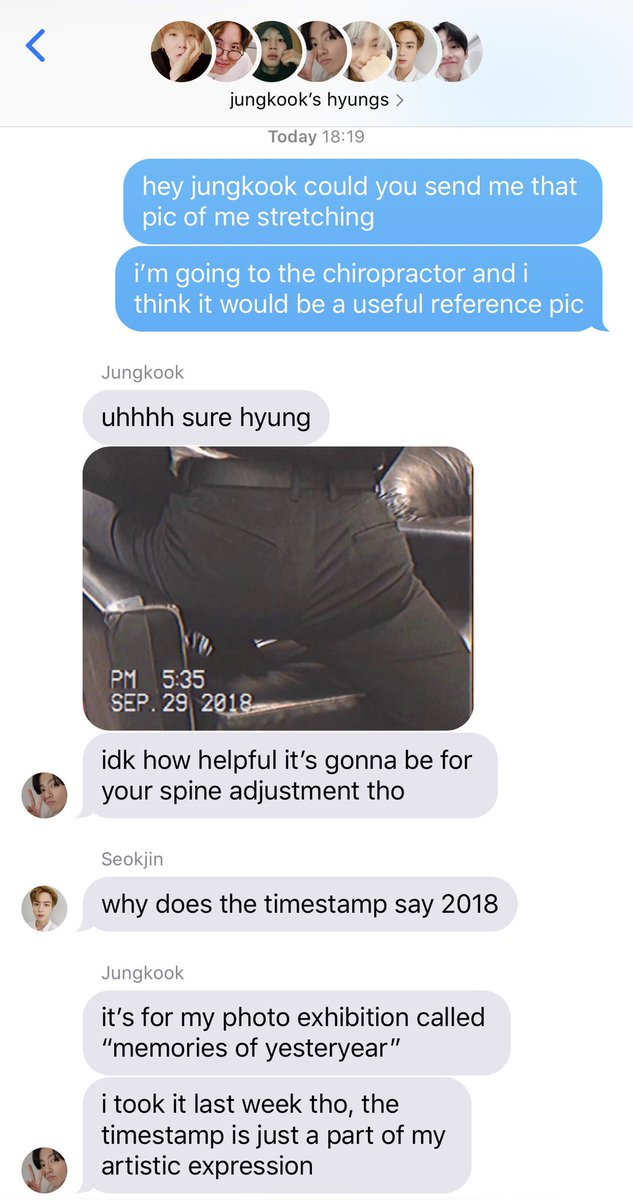 jungkook’s hyungs >
Today 18:19
hey jungkook could you send me that
pic of me stretching
i’m going to the chiropractor and i
think it would be a useful reference pic
Jungkook
uhhhh sure hyung
PM 5:35
SEP. 29 2018
idk how helpful it’s gonna be for
your spine adjustment tho
Seokjin
why does the timestamp say 2018
Jungkook
it’s for my photo exhibition called
“memories of yesteryear”
i took it last week tho, the
timestamp is just a part of my
artistic expression